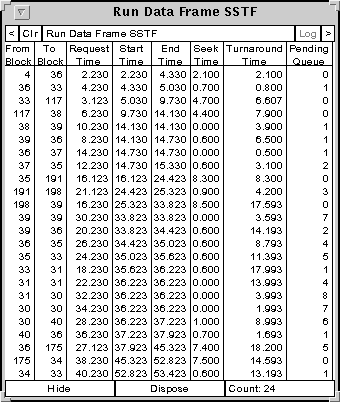 Run Data Frame SSTF
< Clr Run Data Frame SSTF Log >
From Block To Block Request Time Start Time End Time Seek Time Turnaround Time Pending Queue
4 36 2.230 2.230 4.330 2.100 2.100 0
36 33 4.230 4.330 5.030 0.700 0.800 1
33 117 3.123 5.030 9.730 4.700 6.607 0
117 38 6.230 9.730 14.130 4.400 7.900 0
38 39 10.230 14.130 14.130 0.000 3.900 1
39 36 8.230 14.130 14.730 0.600 6.500 1
36 37 14.230 14.730 14.730 0.000 0.500 1
37 35 12.230 14.730 15.330 0.600 3.100 2
35 191 16.123 16.123 24.423 8.300 8.300 0
191 198 21.123 24.423 25.323 0.900 4.200 3
198 39 16.230 25.323 33.823 8.500 17.593 0
39 39 30.230 33.823 33.823 0.000 3.593 7
39 36 20.230 33.823 34.423 0.600 14.193 2
36 35 26.230 34.423 35.023 0.600 8.793 4
35 33 24.230 35.023 35.623 0.600 11.393 5
33 31 18.230 35.623 36.223 0.600 17.993 1
31 31 22.230 36.223 36.223 0.000 13.993 4
31 31 32.230 36.223 36.223 0.000 3.993 8
31 30 34.230 36.223 36.223 0.000 1.993 7
30 40 28.230 36.223 37.223 1.000 8.993 6
40 36 36.230 37.223 37.923 0.700 1.693 1
36 175 27.123 37.923 45.323 7.400 18.200 5
175 34 38.230 45.323 52.823 7.500 14.593 0
34 33 40.230 52.823 53.423 0.600 13.193 1
Hide Dispose Count: 24